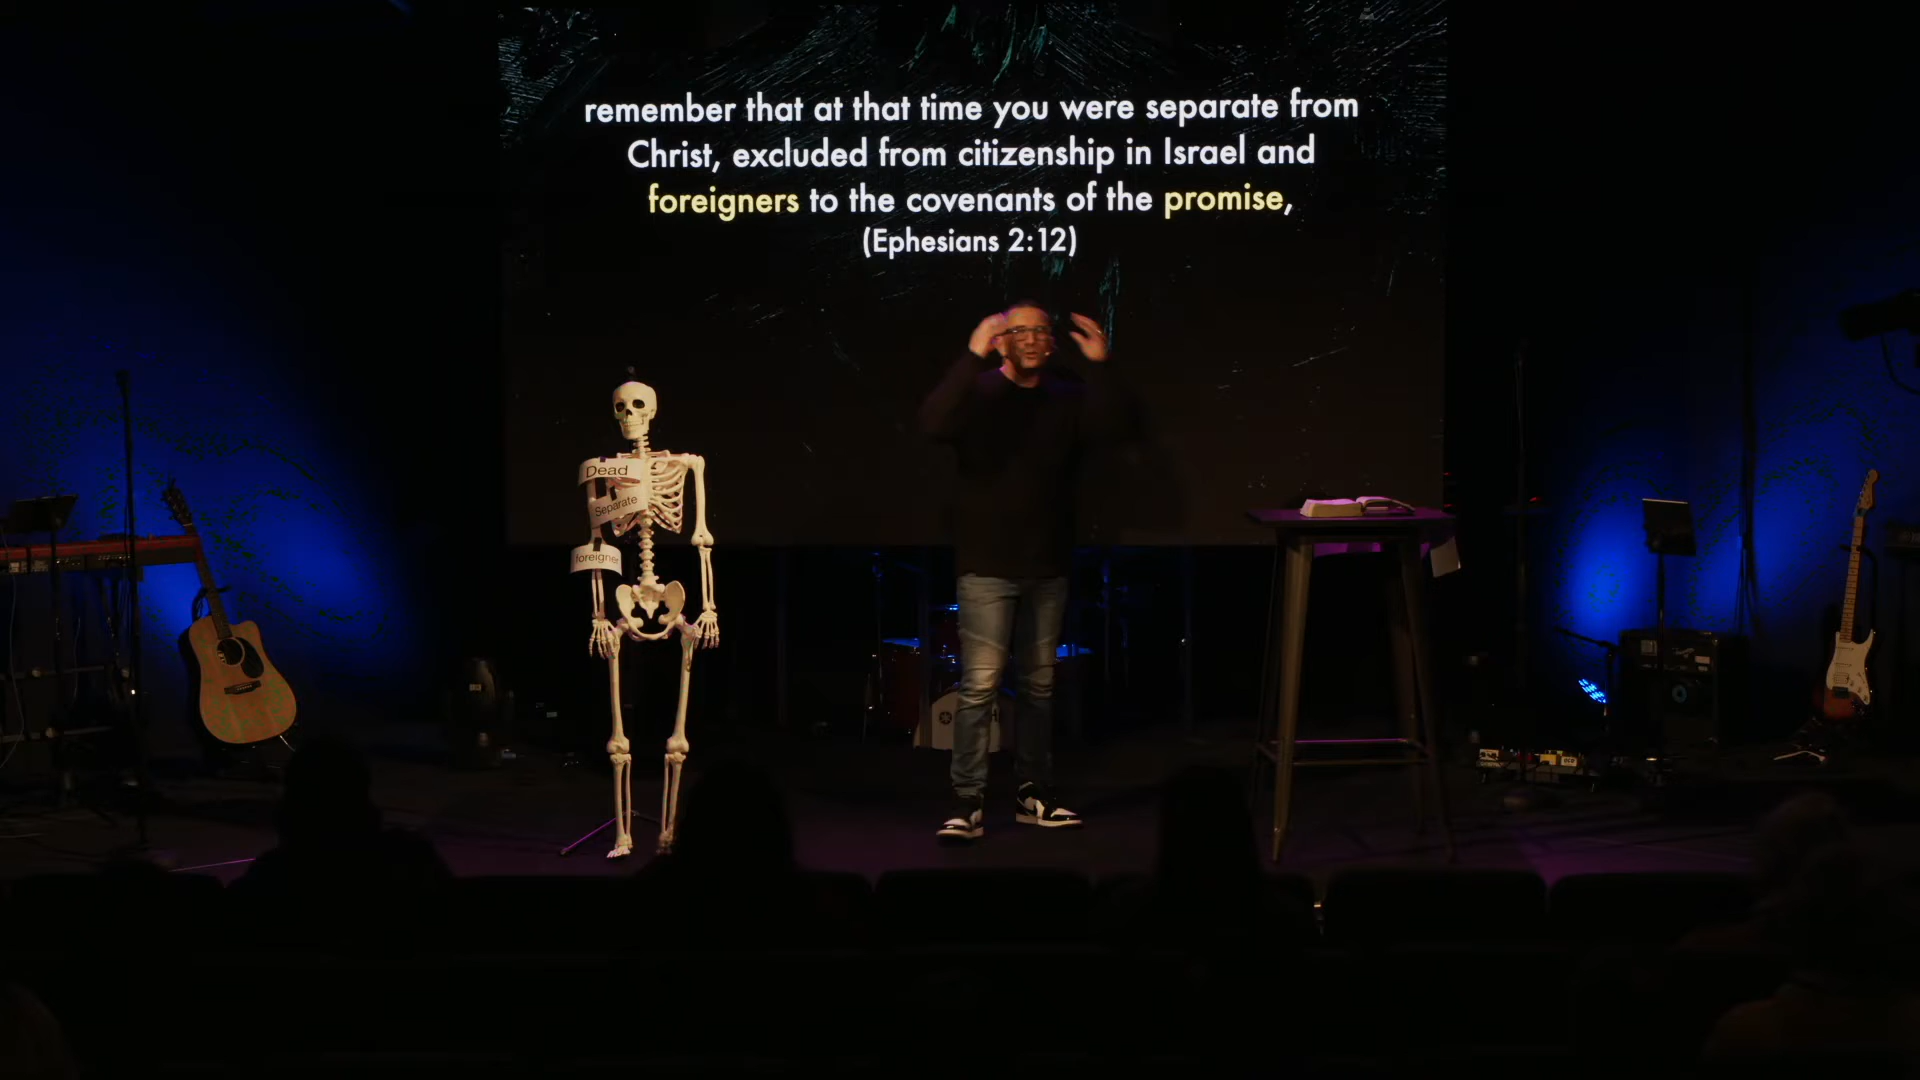 remember that at that time you were separate from
Christ, excluded from citizenship in Israel and
foreigners to the covenants of the promise,
(Ephesians 2:12)
Dead
Separate
foreigner